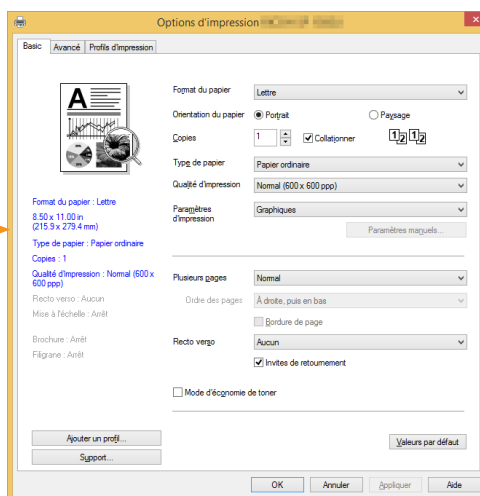 Options d'impression
Basic
Avancé
Profils d'impression
A
Format du papier
Lettre
Orientation du papier
Portrait
Paysage
Copies
1
Collationner
1 2 1 2
Type de papier
Papier ordinaire
Qualité d'impression
Normal (600 x 600 ppp)
Paramètres
d'impression
Graphiques
Paramètres manuels...
Format du papier : Lettre
8.50 x 11.00 in
(215.9 x 279.4 mm)
Type de papier : Papier ordinaire
Copies : 1
Qualité d'impression : Normal (600 x
600 ppp)
Recto verso : Aucun
Mise à l'échelle : Arrêt
Brochure : Arrêt
Filigrane : Arrêt
Plusieurs pages
Normal
Ordre des pages
À droite, puis en bas
Bordure de page
Recto verso
Aucun
Invites de retournement
Mode d'économie de toner
Ajouter un profil...
Support...
Valeurs par défaut
OK
Annuler
Appliquer
Aide